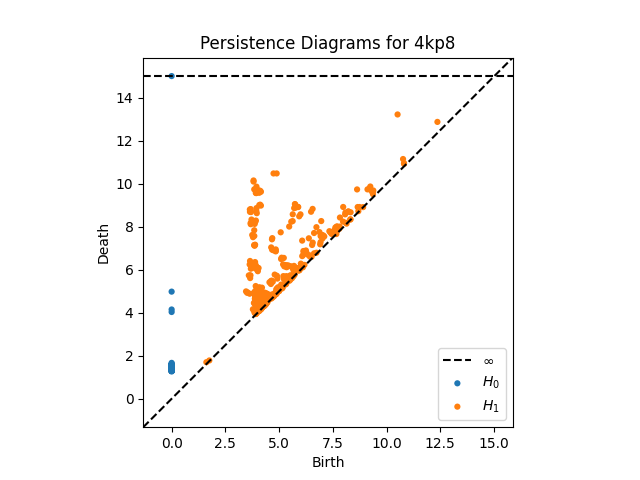 Persistence Diagrams for 4kp8
Death
14
12
10
8
6
4
2
0
0.0 2.5 5.0 7.5 10.0 12.5 15.0
Birth
∞
H₀
H₁